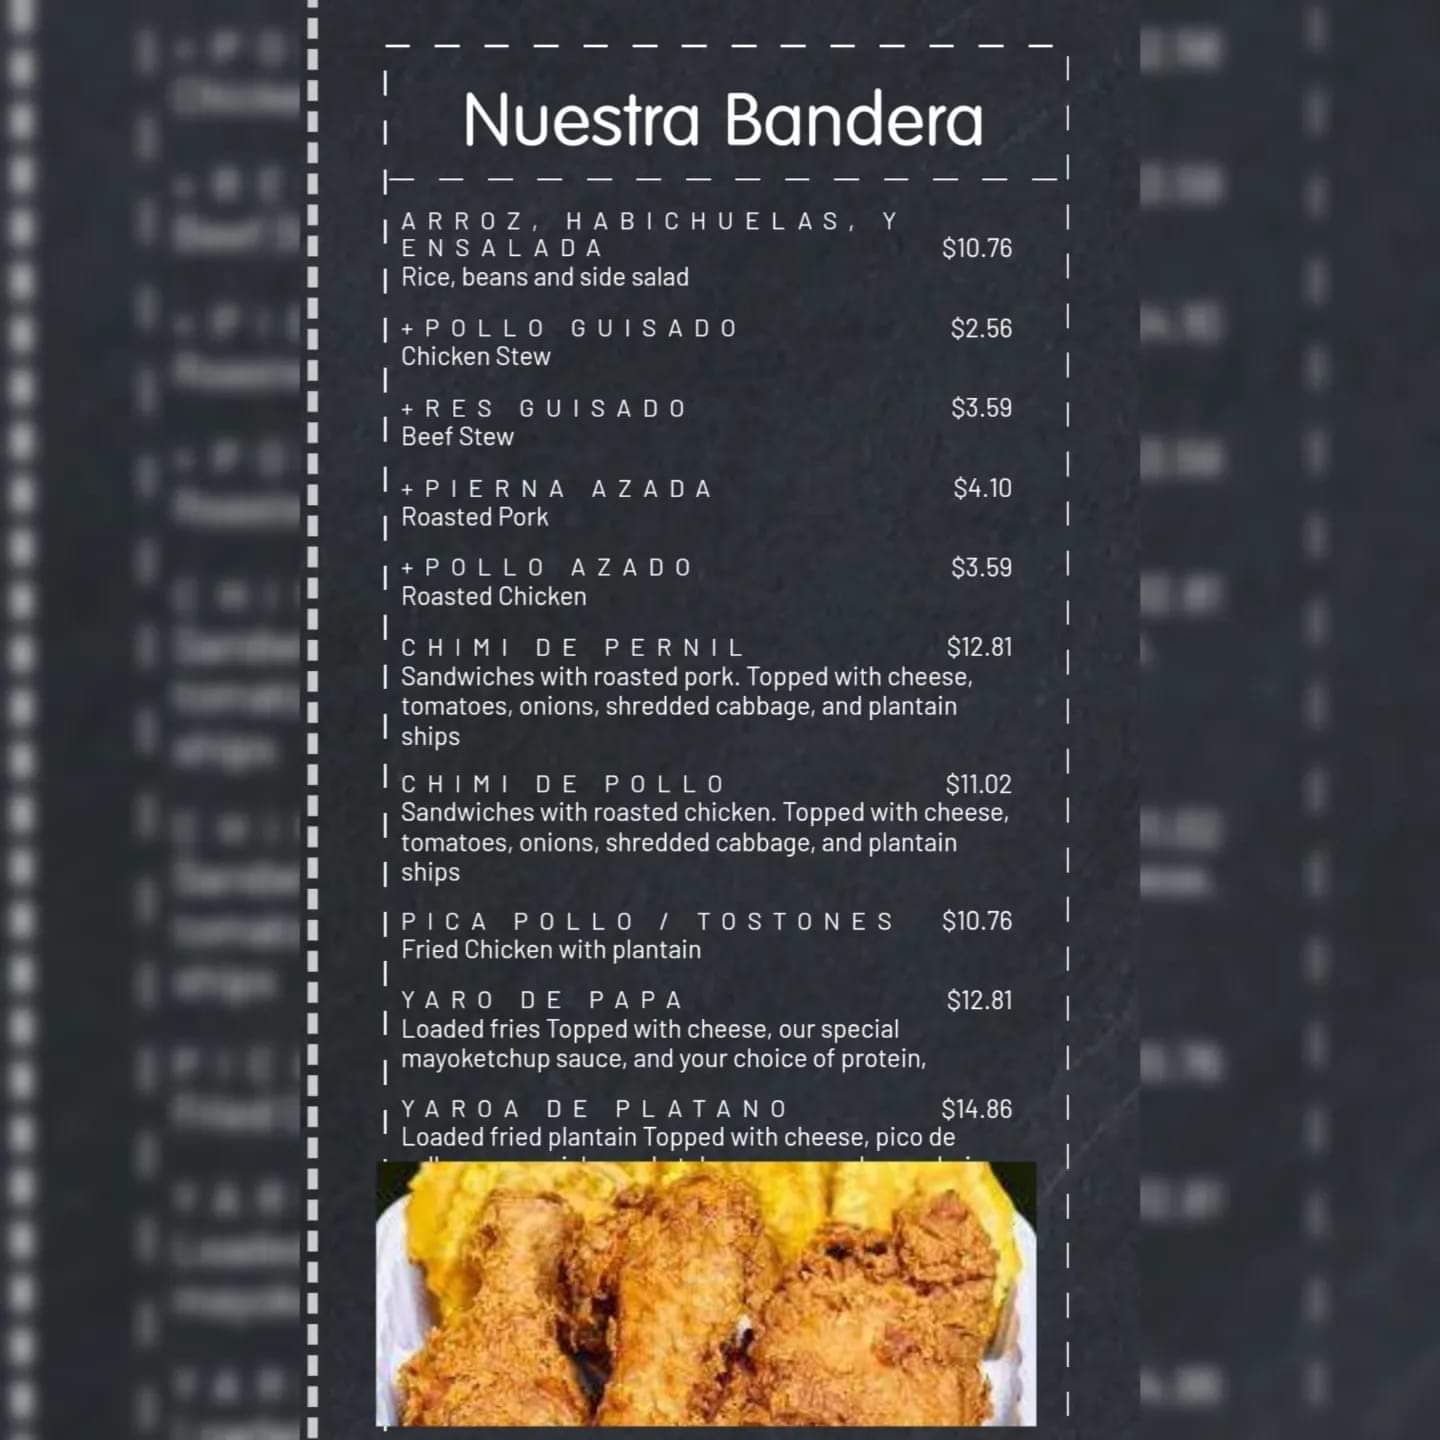 Nuestra Bandera
ARROZ, HABICHUELAS, Y
ENSALADA $10.76
Rice, beans and side salad
+POLLO GUISADO $2.56
Chicken Stew
+RES GUISADO $3.59
Beef Stew
+PIERNA AZADA $4.10
Roasted Pork
+POLLO AZADO $3.59
Roasted Chicken
CHIMI DE PERNIL $12.81
Sandwiches with roasted pork. Topped with cheese,
tomatoes, onions, shredded cabbage, and plantain
ships
CHIMI DE POLLO $11.02
Sandwiches with roasted chicken. Topped with cheese,
tomatoes, onions, shredded cabbage, and plantain
ships
PICA POLLO / TOSTONES $10.76
Fried Chicken with plantain
YARO DE PAPA $12.81
Loaded fries Topped with cheese, our special
mayoketchup sauce, and your choice of protein,
YAROA DE PLATANO $14.86
Loaded fried plantain Topped with cheese, pico de